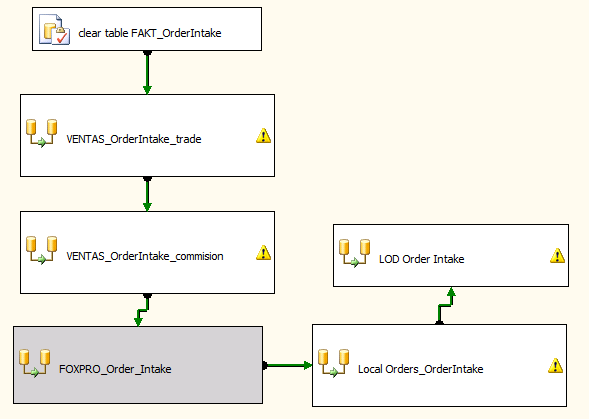 clear table FAKT_OrderIntake
VENTAS_OrderIntake_trade
VENTAS_OrderIntake_commision
FOXPRO_Order_Intake
Local Orders_OrderIntake
LOD Order Intake